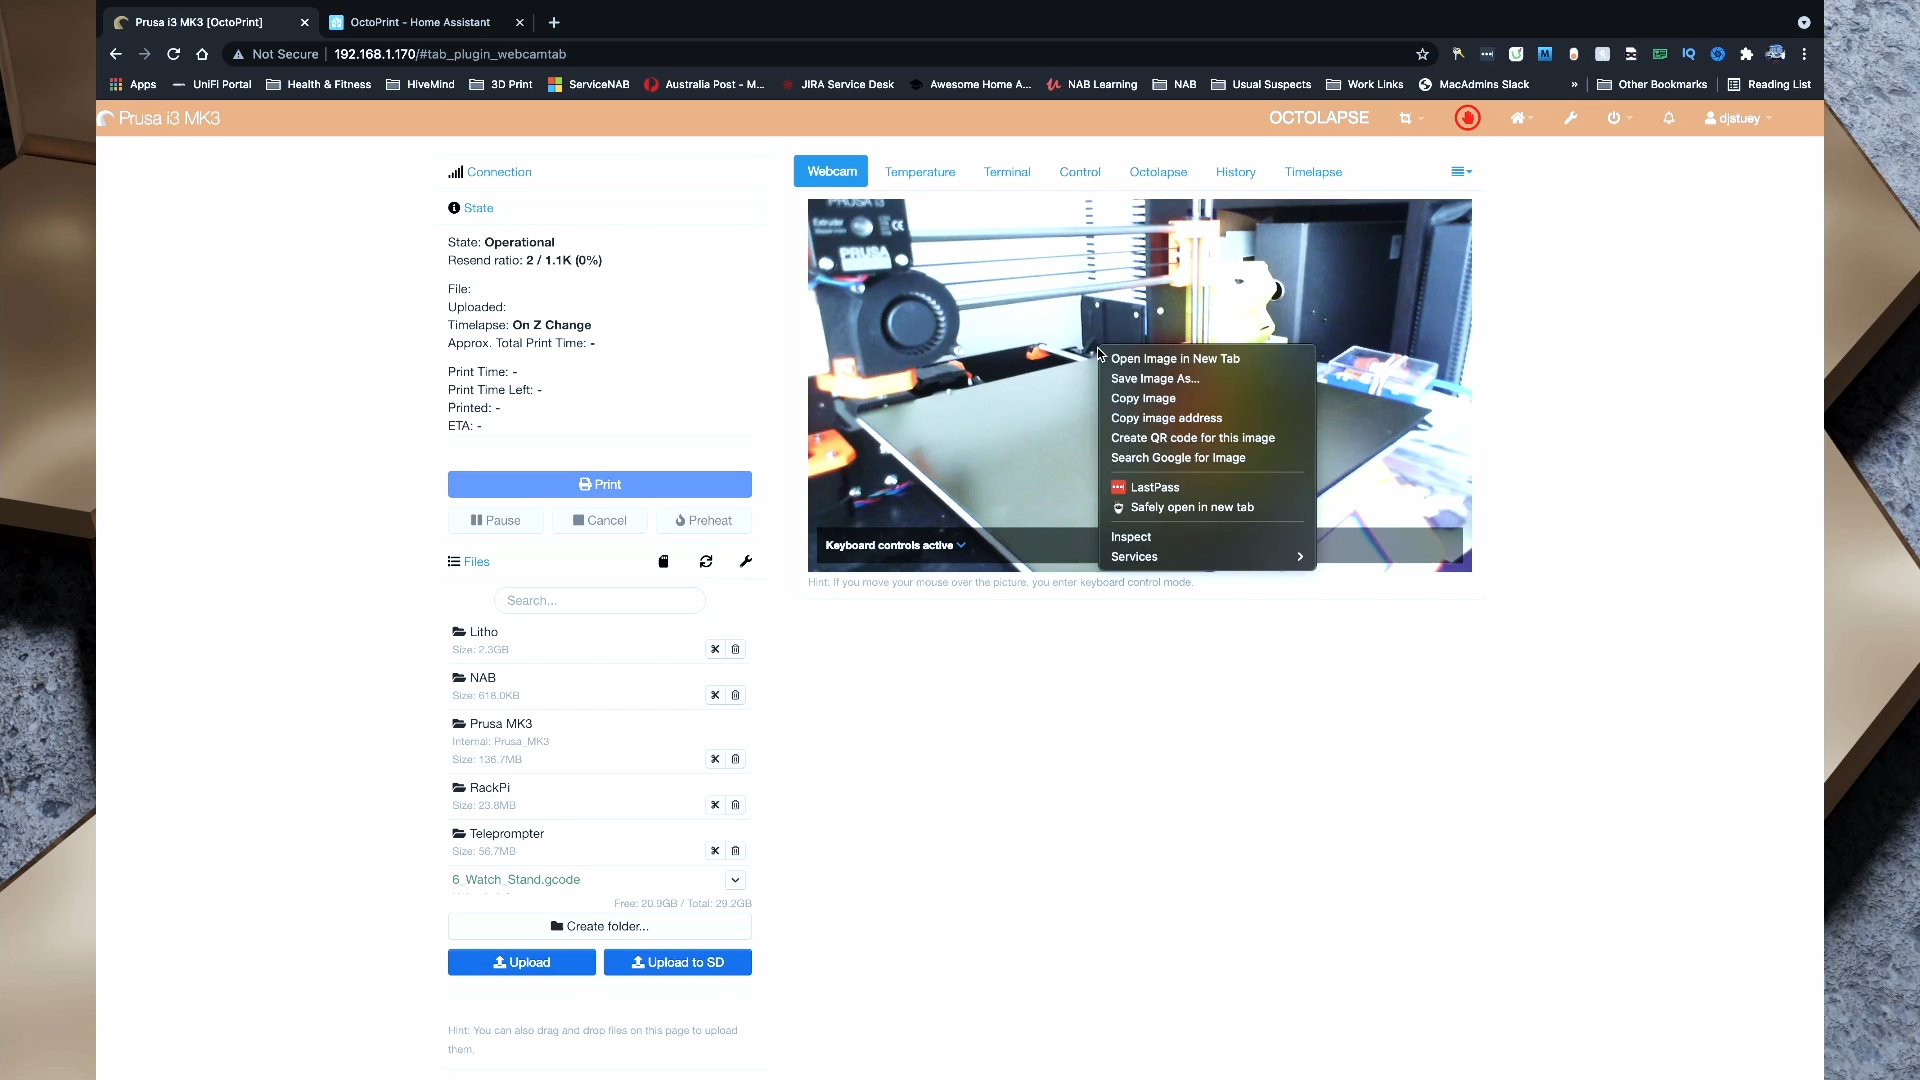 Prusa i3 MK3 [OctoPrint]
OctoPrint - Home Assistant
Not Secure
192.168.1.170/#tab_plugin_webcamtab
Apps
UniFi Portal
Health & Fitness
HiveMind
3D Print
ServiceNAB
Australia Post - M...
JIRA Service Desk
Awesome Home A...
NAB Learning
NAB
Usual Suspects
Work Links
MacAdmins Slack
»
Other Bookmarks
Reading List
Prusa i3 MK3
OCTOLAPSE
djstuey
Connection
State
State: Operational
Resend ratio: 2 / 1.1K (0%)
File:
Uploaded:
Timelapse: On Z Change
Approx. Total Print Time: -
Print Time: -
Print Time Left: -
Printed: -
ETA: -
Print
Pause
Cancel
Preheat
Files
Search...
Litho
Size: 2.3GB
NAB
Size: 618.0KB
Prusa MK3
Internal: Prusa_MK3
Size: 136.7MB
RackPi
Size: 23.8MB
Teleprompter
Size: 56.7MB
6_Watch_Stand.gcode
Free: 20.9GB / Total: 29.2GB
Create folder...
Upload
Upload to SD
Hint: You can also drag and drop files on this page to upload
them.
Webcam
Temperature
Terminal
Control
Octolapse
History
Timelapse
PRUSA i3
Extruder
CE
PRUSA
Open Image in New Tab
Save Image As...
Copy Image
Copy image address
Create QR code for this image
Search Google for Image
LastPass
Safely open in new tab
Inspect
Services
Keyboard controls active
Hint: If you move your mouse over the picture, you enter keyboard control mode.